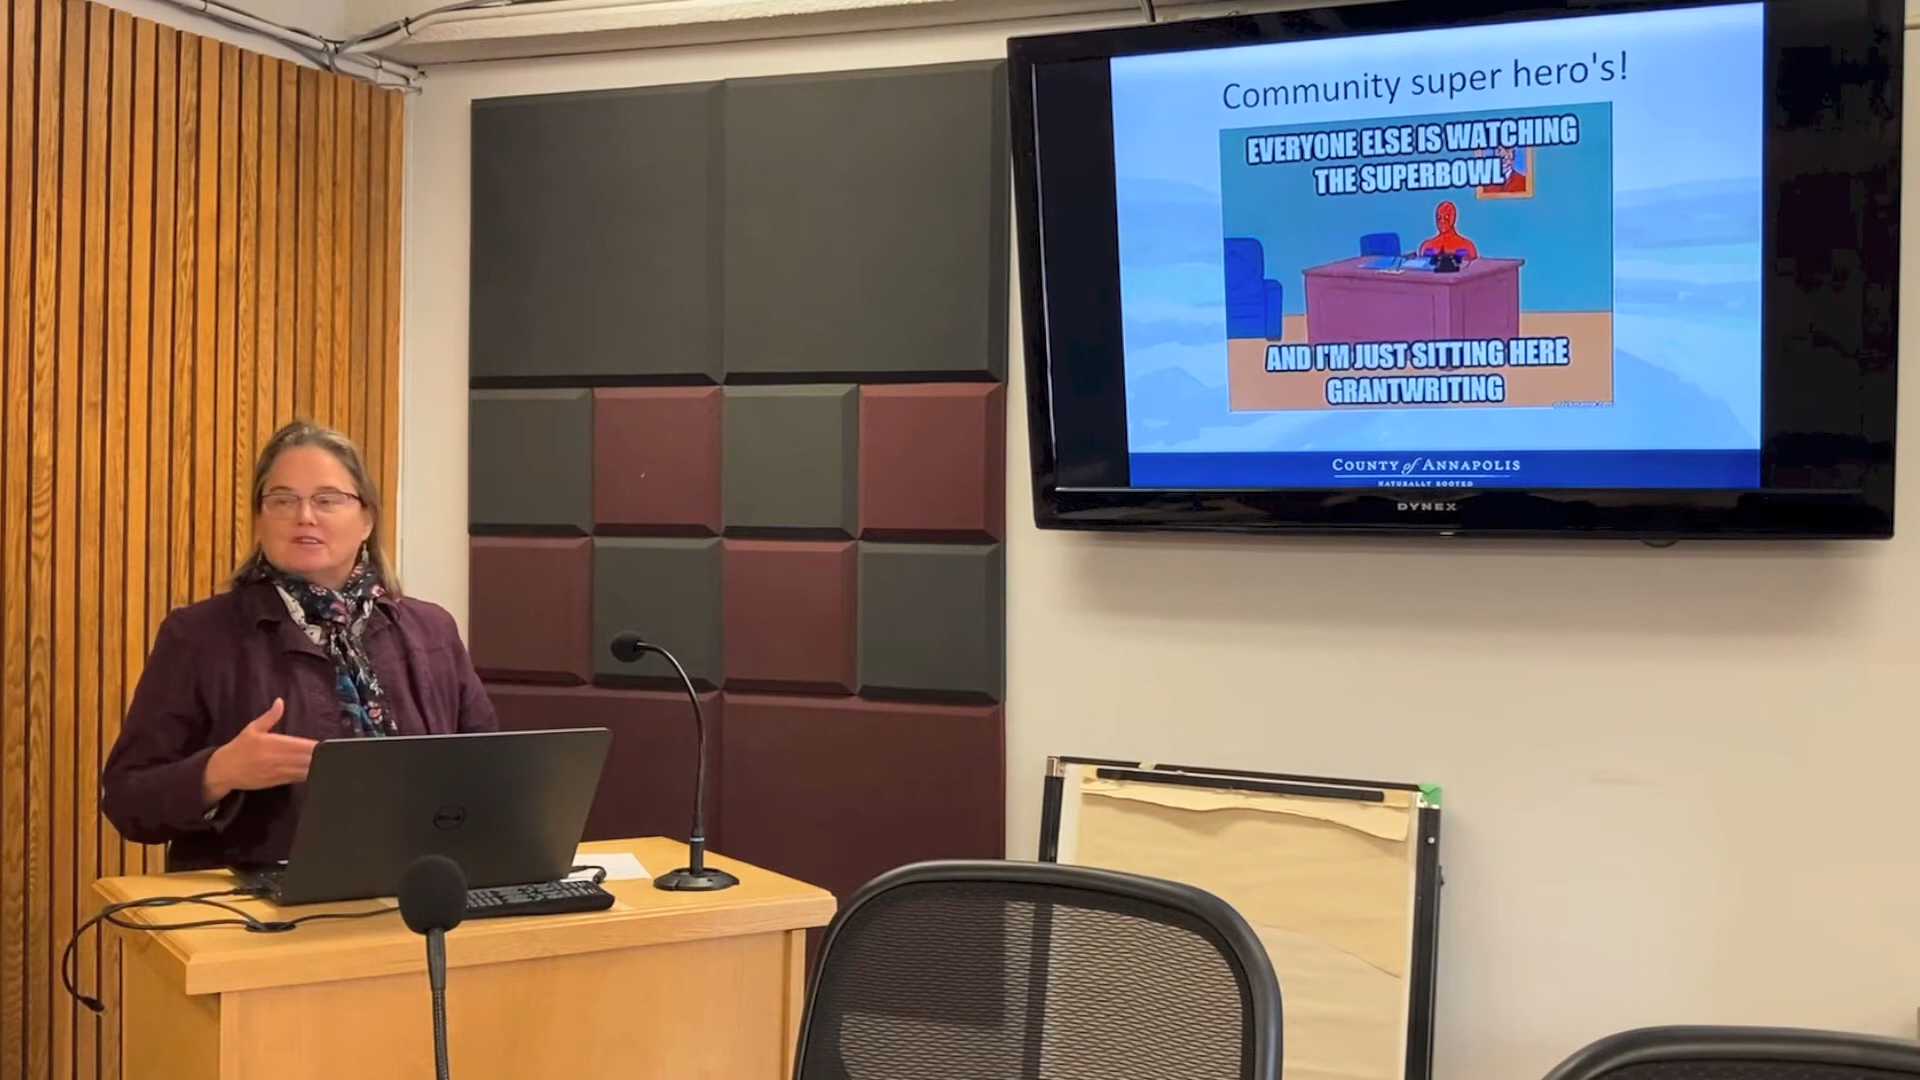 Community super hero's!
EVERYONE ELSE IS WATCHING
THE SUPERBOWL
AND I'M JUST SITTING HERE
GRANTWRITING
COUNTY of ANNAPOLIS
NATURALLY ROOTED
DYNEX
DELL